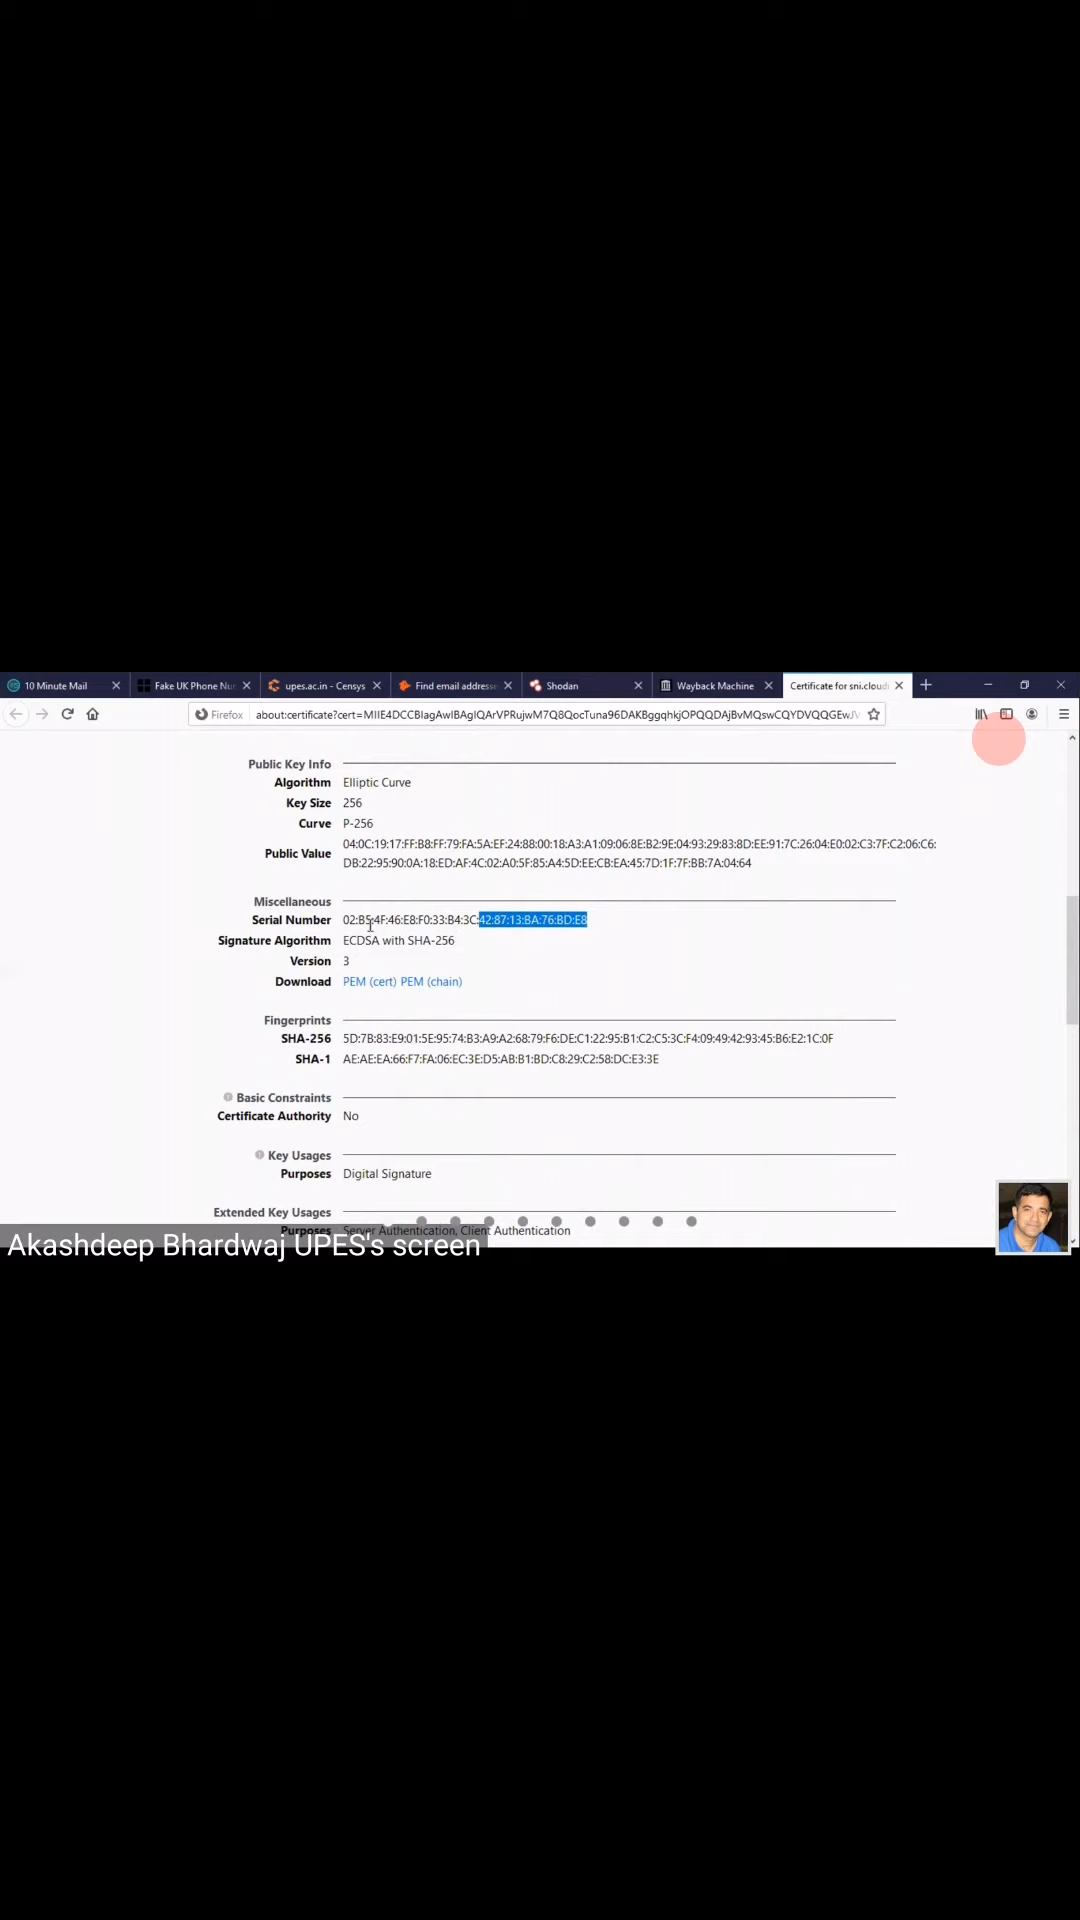 10 Minute Mail
Fake UK Phone Nu
upes.ac.in - Censys
Find email addresse
Shodan
Wayback Machine
Certificate for sni.cloud
Firefox
about:certificate?cert=MIIE4DCCBIagAwIBAgIQArVPRujwM7Q8QocTuna96DAKBggqhkjOPQQDAjBvMQswCQYDVQQGEwJV
Public Key Info
Algorithm Elliptic Curve
Key Size 256
Curve P-256
Public Value 04:0C:19:17:FF:B8:FF:79:FA:5A:EF:24:88:00:18:A3:A1:09:06:8E:B2:9E:04:93:29:83:8D:EE:91:7C:26:04:E0:02:C3:7F:C2:06:C6:
DB:22:95:90:0A:18:ED:AF:4C:02:A0:5F:85:A4:5D:EE:CB:EA:45:7D:1F:7F:BB:7A:04:64
Miscellaneous
Serial Number 02:B5:4F:46:E8:F0:33:B4:3C:42:87:13:BA:76:BD:E8
Signature Algorithm ECDSA with SHA-256
Version 3
Download PEM (cert) PEM (chain)
Fingerprints
SHA-256 5D:7B:83:E9:01:5E:95:74:B3:A9:A2:68:79:F6:DE:C1:22:95:B1:C2:C5:3C:F4:09:49:42:93:45:B6:E2:1C:0F
SHA-1 AE:AE:EA:66:F7:FA:06:EC:3E:D5:AB:B1:BD:C8:29:C2:58:DC:E3:3E
Basic Constraints
Certificate Authority No
Key Usages
Purposes Digital Signature
Extended Key Usages
Purposes Server Authentication, Client Authentication
Akashdeep Bhardwaj UPES's screen